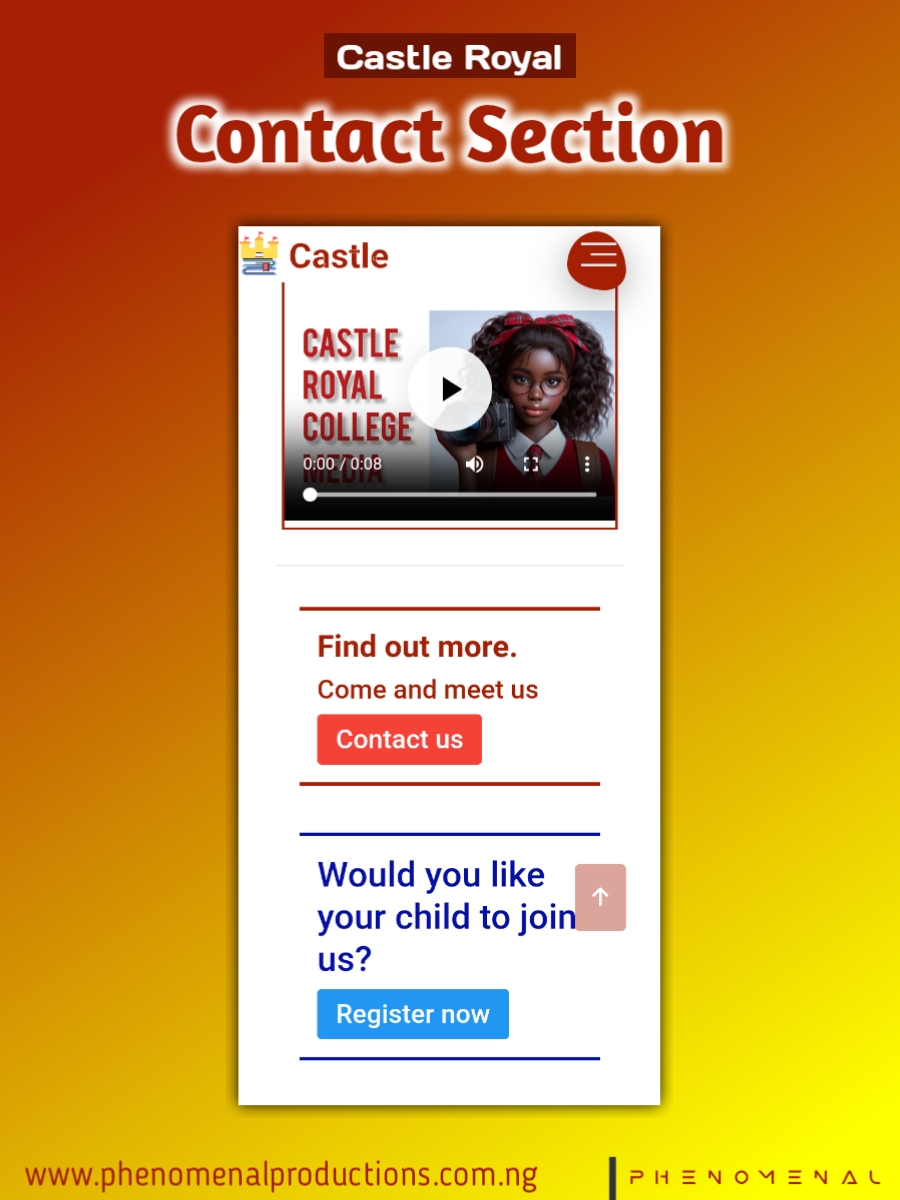 Castle Royal
Contact Section
Castle
CASTLE
ROYAL
COLLEGE
MEDIA
0:00 / 0:08
Find out more.
Come and meet us
Contact us
Would you like
your child to join
us?
Register now
www.phenomenalproductions.com.ng
PHENOMENAL